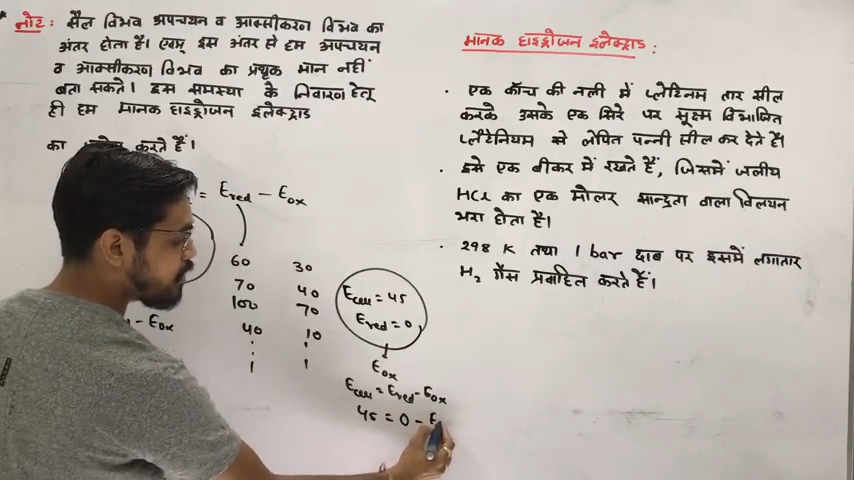 नोट: सैल विभव अपचयन व आक्सीकरण विभव का
अंतर होता है। एवम् इस अंतर से हम अपचयन
व आक्सीकरण विभव का प्रथक मान नहीं
बता सकते। इस समस्या के निवारण हेतू
ही हम मानक हाइड्रोजन इलेक्ट्राड
का करते हैं।
= Ered - Eox
60 30
70 40
100 70
40 10
- Eox
Ecell = 45
Ered = 0
Eox
Ecell = Ered - Eox
45 = 0 - E
मानक हाइड्रोजन इलेक्ट्राड :
• एक कॉच की नली में प्लेटिनम तार सील
करके उसके एक सिरे पर सूक्ष्म विभाजित
प्लैटेनियम से लेपित पन्नी सील कर देते हैं।
• इसे एक बीकर में रखते हैं, जिसमें जलीय
HCl का एक मोलर सान्द्रता वाला विलयन
भरा होता है।
• 298 K तथा 1 bar दाब पर इसमें लगातार
H2 गैस प्रबाहित करते हैं।